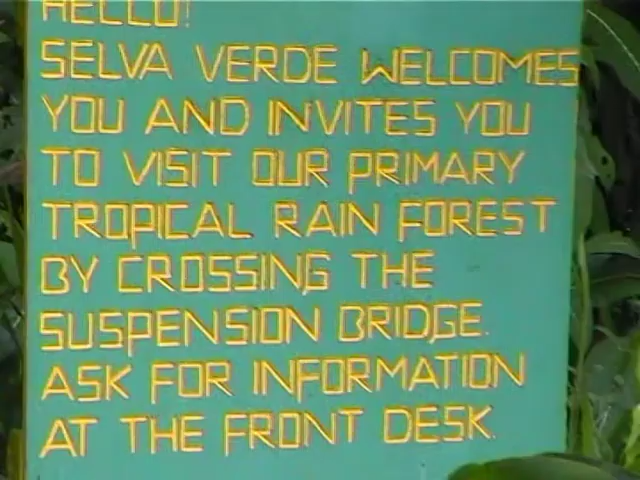 HELLO!
SELVA VERDE WELCOMES
YOU AND INVITES YOU
TO VISIT OUR PRIMARY
TROPICAL RAIN FOREST
BY CROSSING THE
SUSPENSION BRIDGE.
ASK FOR INFORMATION
AT THE FRONT DESK.